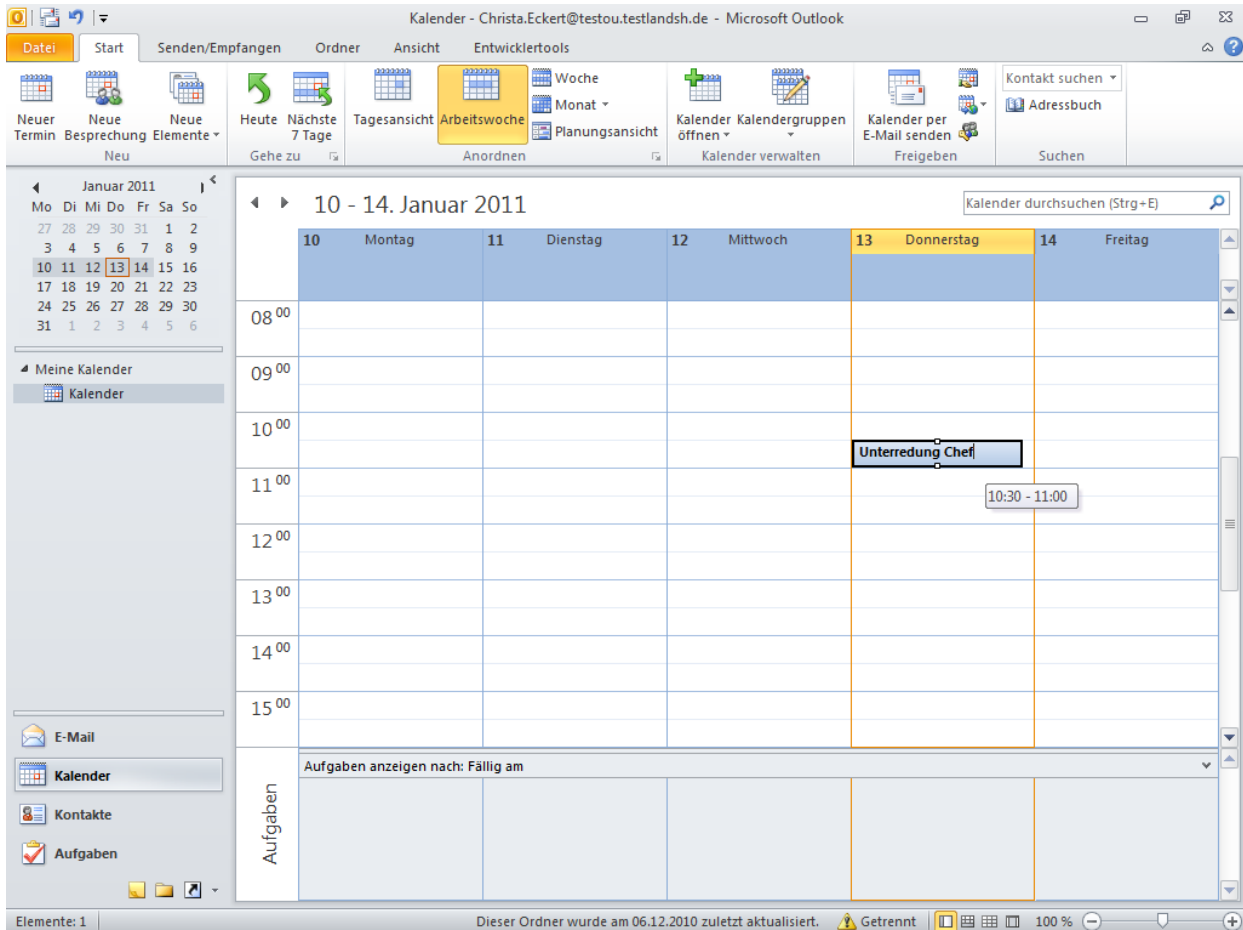 Kalender - Christa.Eckert@testou.testlandsh.de - Microsoft Outlook
Datei Start Senden/Empfangen Ordner Ansicht Entwicklertools
Neuer Termin
Neue Besprechung
Neue Elemente
Neu
Heute
Nächste 7 Tage
Gehe zu
Tagesansicht
Arbeitswoche
Woche
Monat
Planungsansicht
Anordnen
Kalender öffnen
Kalendergruppen
Kalender verwalten
Kalender per E-Mail senden
Freigeben
Kontakt suchen
Adressbuch
Suchen
Januar 2011
Mo Di Mi Do Fr Sa So
27 28 29 30 31 1 2
3 4 5 6 7 8 9
10 11 12 13 14 15 16
17 18 19 20 21 22 23
24 25 26 27 28 29 30
31 1 2 3 4 5 6
Meine Kalender
Kalender
E-Mail
Kalender
Kontakte
Aufgaben
10 - 14. Januar 2011
Kalender durchsuchen (Strg+E)
10 Montag 11 Dienstag 12 Mittwoch 13 Donnerstag 14 Freitag
08 00
09 00
10 00
Unterredung Chef
11 00
10:30 - 11:00
12 00
13 00
14 00
15 00
Aufgaben anzeigen nach: Fällig am
Aufgaben
Elemente: 1 Dieser Ordner wurde am 06.12.2010 zuletzt aktualisiert. Getrennt 100 %